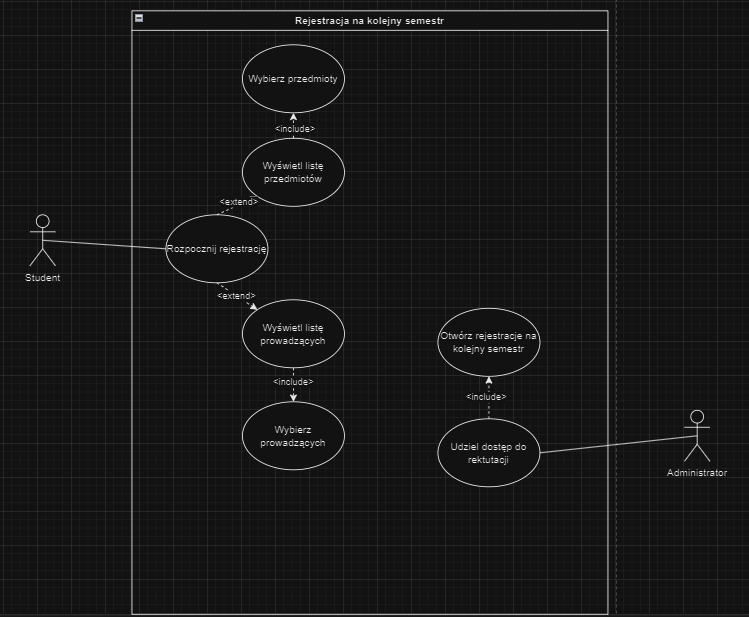 Rejestracja na kolejny semestr
Wybierz przedmioty
<include>
Wyświetl listę
przedmiotów
<extend>
Rozpocznij rejestrację
Student
<extend>
Wyświetl listę
prowadzących
<include>
Wybierz
prowadzących
Otwórz rejestracje na
kolejny semestr
<include>
Udziel dostęp do
rektutacji
Administrator